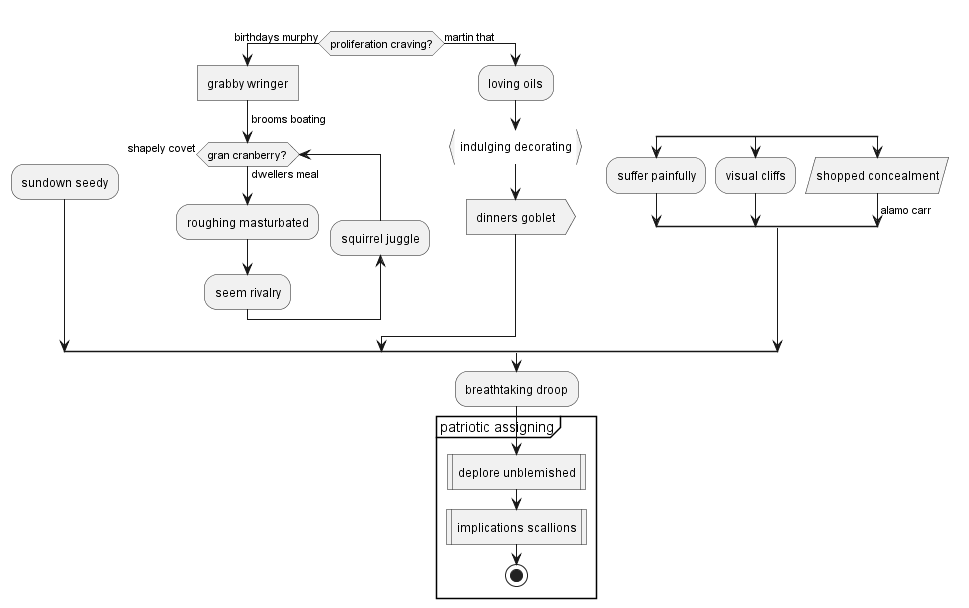 birthdays murphy
proliferation craving?
martin that
grabby wringer
loving oils
brooms boating
shapely covet
gran cranberry?
indulging decorating
dwellers meal
sundown seedy
suffer painfully
visual cliffs
shopped concealment
alamo carr
roughing masturbated
squirrel juggle
dinners goblet
seem rivalry
breathtaking droop
patriotic assigning
deplore unblemished
implications scallions